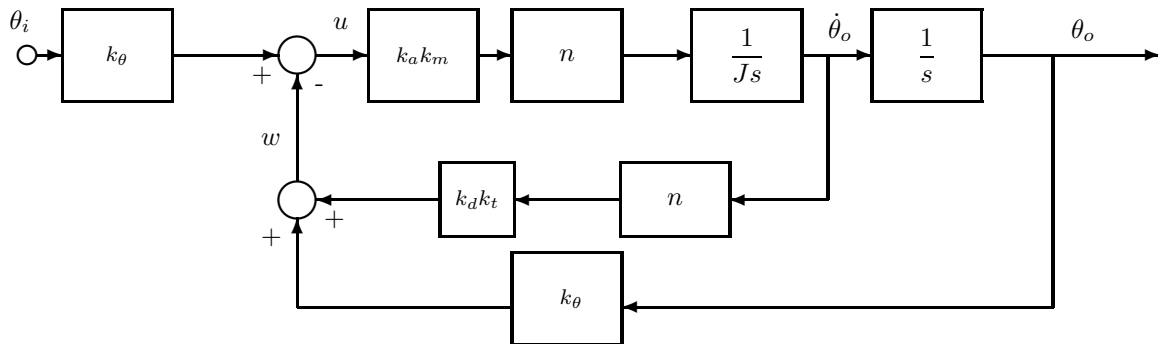 θ_i
k_θ
+
-
u
k_a k_m
n
1/(Js)
θ̇_o
1/s
θ_o
w
+
+
k_d k_t
n
k_θ